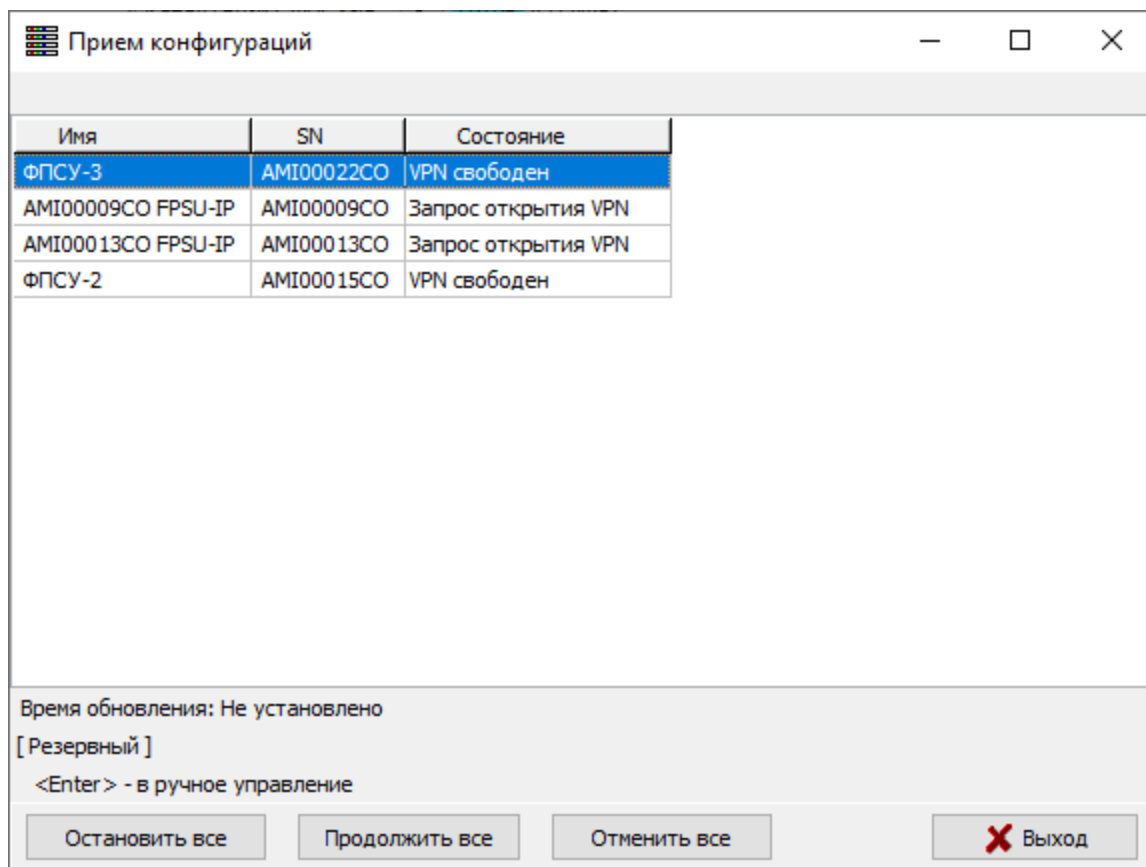 Прием конфигураций
Имя SN Состояние
ФПСУ-3 AMI00022CO VPN свободен
AMI00009CO FPSU-IP AMI00009CO Запрос открытия VPN
AMI00013CO FPSU-IP AMI00013CO Запрос открытия VPN
ФПСУ-2 AMI00015CO VPN свободен
Время обновления: Не установлено
[ Резервный ]
<Enter> - в ручное управление
Остановить все Продолжить все Отменить все Выход